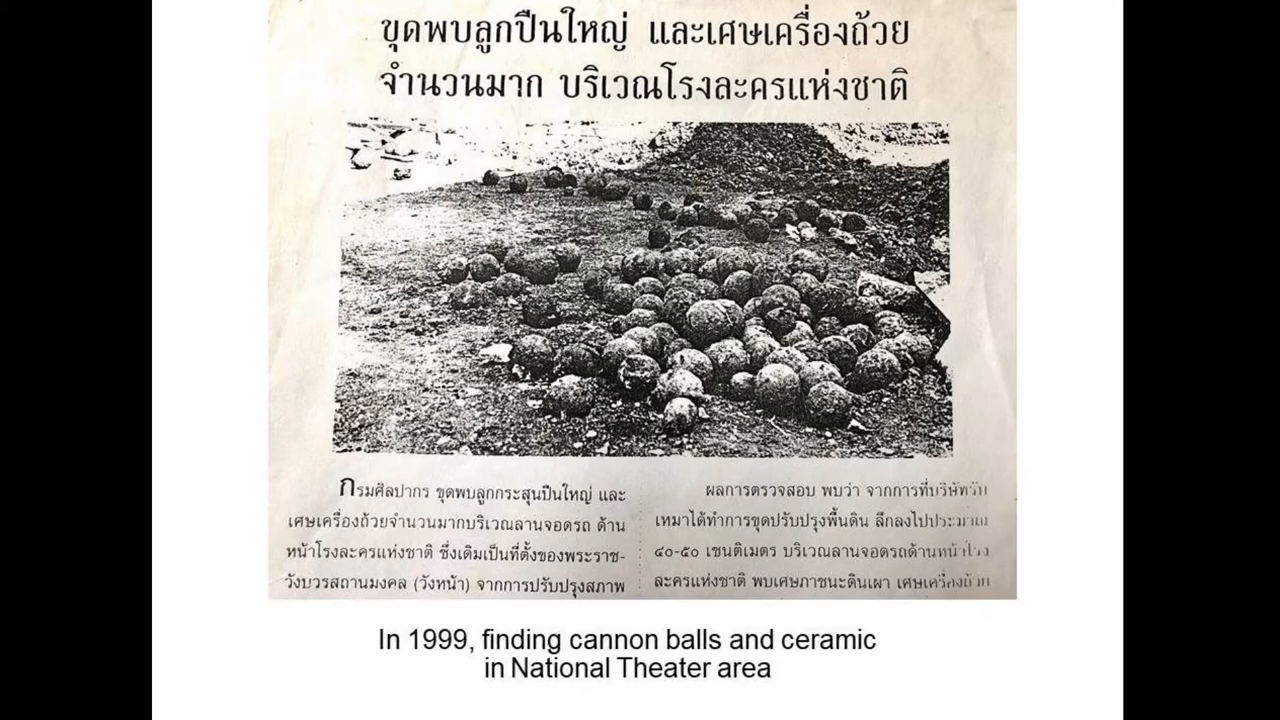 ขุดพบลูกปืนใหญ่ และเศษเครื่องถ้วย
จำนวนมาก บริเวณโรงละครแห่งชาติ
กรมศิลปากร ขุดพบลูกกระสุนปืนใหญ่ และ
เศษเครื่องถ้วยจำนวนมากบริเวณลานจอดรถ ด้าน
หน้าโรงละครแห่งชาติ ซึ่งเดิมเป็นที่ตั้งของพระราช-
วังบวรสถานมงคล (วังหน้า) จากการปรับปรุงสภาพ
ผลการตรวจสอบ พบว่า จากการที่บริษัทรับ
เหมาได้ทำการขุดปรับปรุงพื้นดิน ลึกลงไปประมาณ
๔๐-๕๐ เซนติเมตร บริเวณลานจอดรถด้านหน้าโรง
ละครแห่งชาติ พบเศษภาชนะดินเผา เศษเครื่องถ้วย
In 1999, finding cannon balls and ceramic
in National Theater area